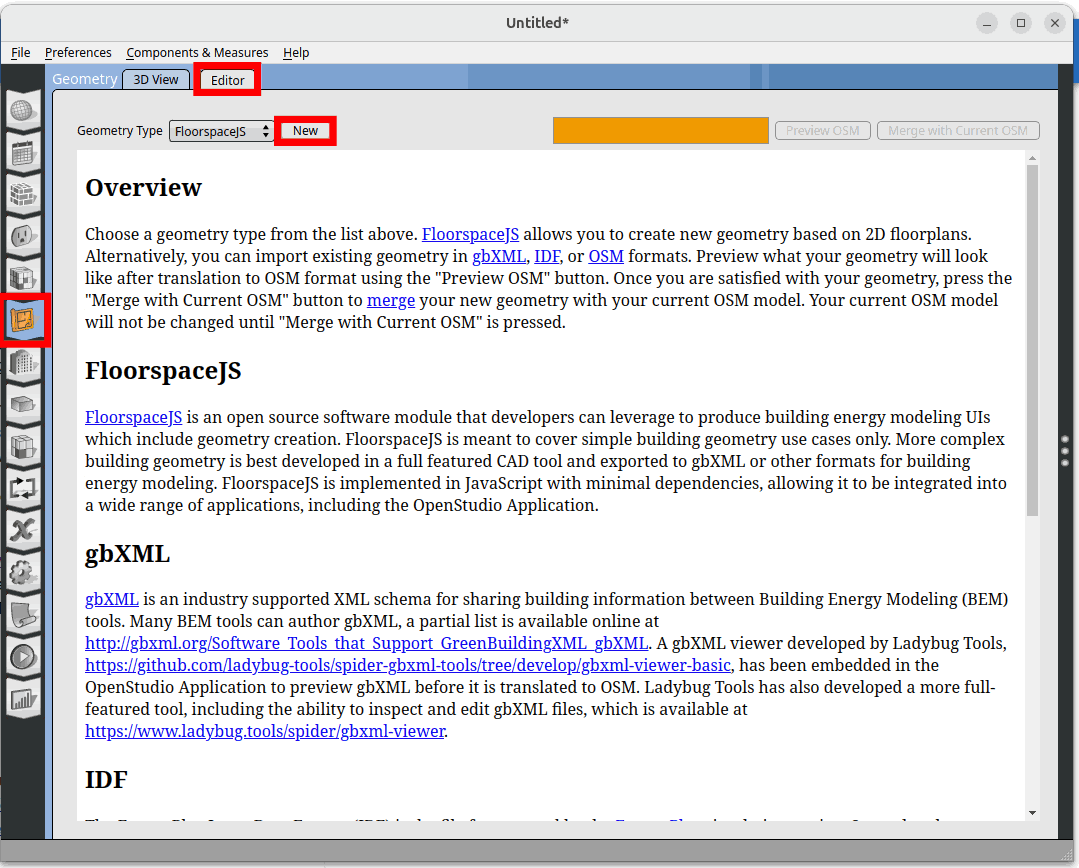 Untitled*
File Preferences Components & Measures Help
Geometry 3D View Editor
Geometry Type FloorspaceJS New Preview OSM Merge with Current OSM
Overview
Choose a geometry type from the list above. FloorspaceJS allows you to create new geometry based on 2D floorplans.
Alternatively, you can import existing geometry in gbXML, IDF, or OSM formats. Preview what your geometry will look
like after translation to OSM format using the "Preview OSM" button. Once you are satisfied with your geometry, press the
"Merge with Current OSM" button to merge your new geometry with your current OSM model. Your current OSM model
will not be changed until "Merge with Current OSM" is pressed.
FloorspaceJS
FloorspaceJS is an open source software module that developers can leverage to produce building energy modeling UIs
which include geometry creation. FloorspaceJS is meant to cover simple building geometry use cases only. More complex
building geometry is best developed in a full featured CAD tool and exported to gbXML or other formats for building
energy modeling. FloorspaceJS is implemented in JavaScript with minimal dependencies, allowing it to be integrated into
a wide range of applications, including the OpenStudio Application.
gbXML
gbXML is an industry supported XML schema for sharing building information between Building Energy Modeling (BEM)
tools. Many BEM tools can author gbXML, a partial list is available online at
http://gbxml.org/Software_Tools_that_Support_GreenBuildingXML_gbXML. A gbXML viewer developed by Ladybug Tools,
https://github.com/ladybug-tools/spider-gbxml-tools/tree/develop/gbxml-viewer-basic, has been embedded in the
OpenStudio Application to preview gbXML before it is translated to OSM. Ladybug Tools has also developed a more full-
featured tool, including the ability to inspect and edit gbXML files, which is available at
https://www.ladybug.tools/spider/gbxml-viewer.
IDF